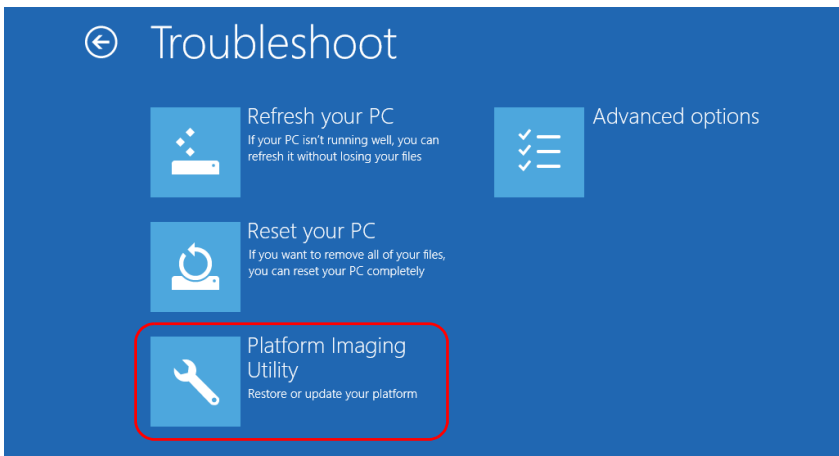 Troubleshoot
Refresh your PC
If your PC isn't running well, you can
refresh it without losing your files
Advanced options
Reset your PC
If you want to remove all of your files,
you can reset your PC completely
Platform Imaging
Utility
Restore or update your platform